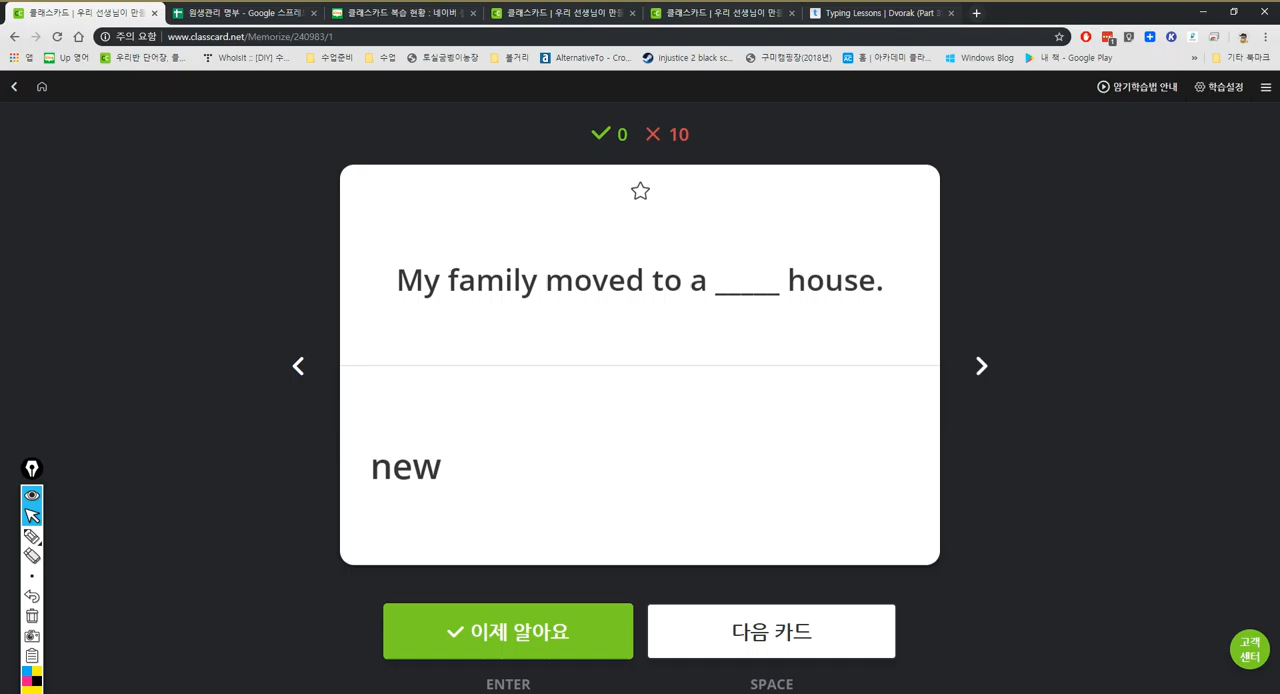 클래스카드 | 우리 선생님이 만든
원생관리 명부 - Google 스프레
클래스카드 복습 현황 : 네이버
클래스카드 | 우리 선생님이 만든
클래스카드 | 우리 선생님이 만든
Typing Lessons | Dvorak (Part 3
주의 요함 www.classcard.net/Memorize/240983/1
앱 Up 영어 우리반 단어장, 클... WhoIsIt :: [DIY] 수... 수업준비 수업 토실궁뱅이농장 볼거리 AlternativeTo - Cro... injustice 2 black sc... 구미캠핑장(2018년) 홈 | 아카데미 클라... Windows Blog 내 책 - Google Play » 기타 북마크
암기학습법 안내 학습설정
0 10
My family moved to a _____ house.
new
이제 알아요 다음 카드
ENTER SPACE
고객
센터